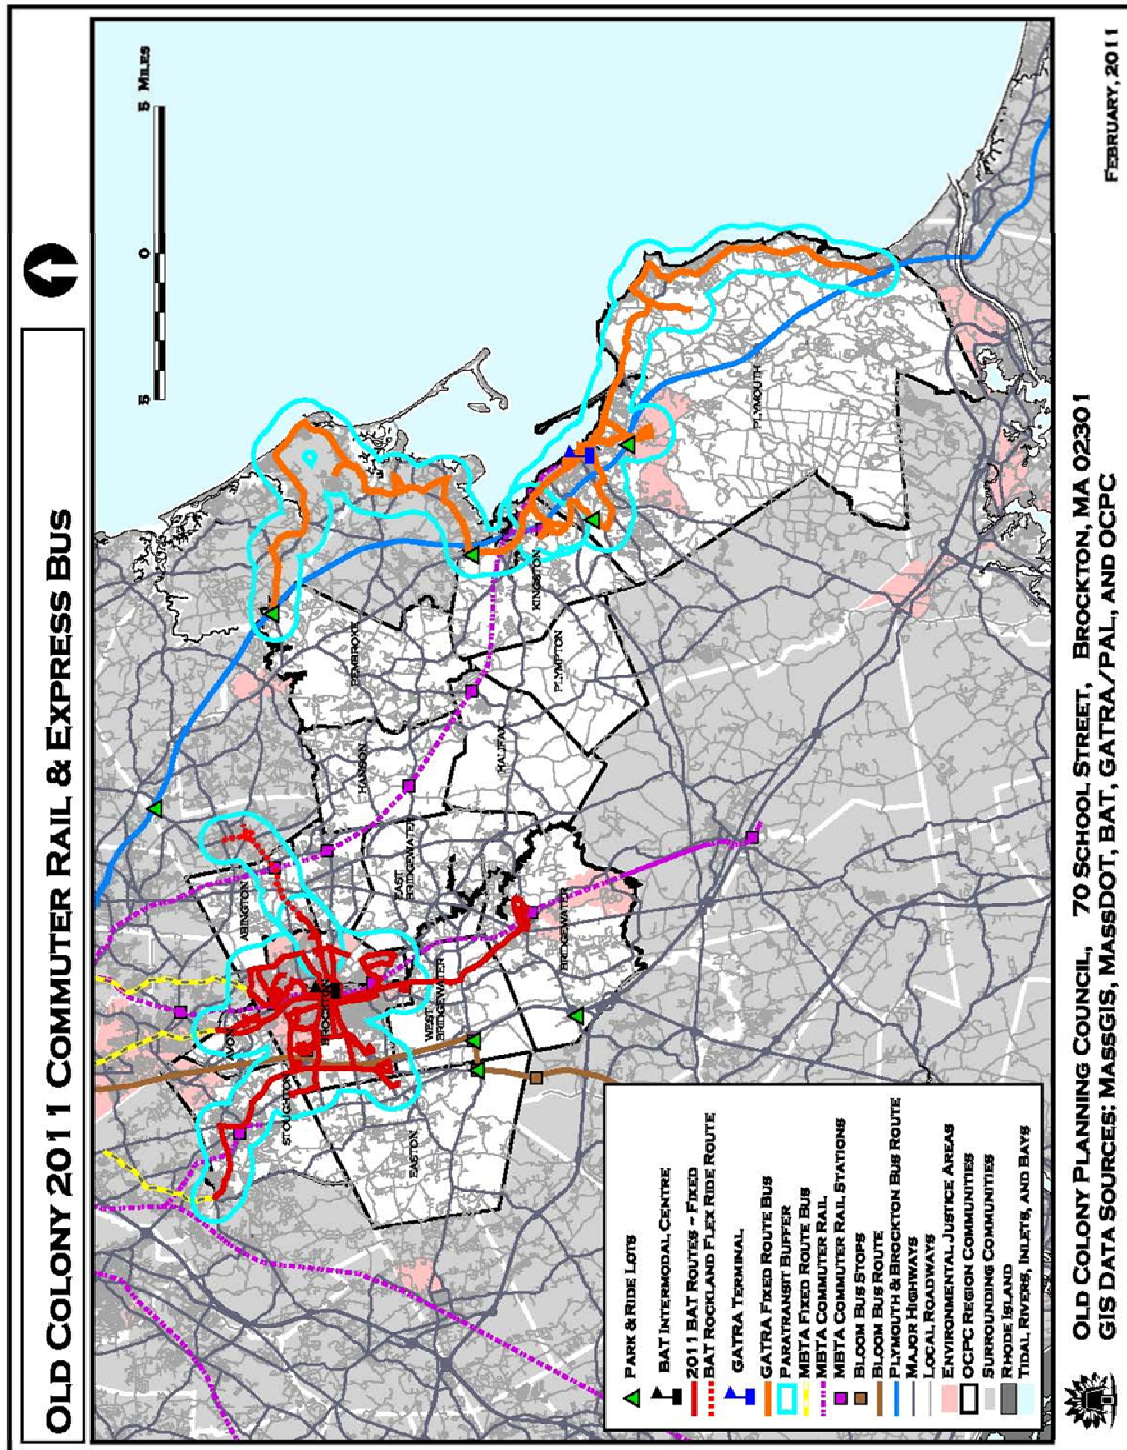 OLD COLONY 2011 COMMUTER RAIL & EXPRESS BUS
5 0 5 MILES
ABINGTON
AVON
STOUGHTON
BROCKTON
EASTON
WEST
BRIDGEWATER
EAST
BRIDGEWATER
BRIDGEWATER
HANSON
PEMBROKE
HALIFAX
PLYMPTON
KINGSTON
PLYMOUTH
PARK & RIDE LOTS
BAT INTERMODAL CENTRE
2011 BAT ROUTES - FIXED
BAT ROCKLAND FLEX RIDE ROUTE
GATRA TERMINAL
GATRA FIXED ROUTE BUS
PARATRANSIT BUFFER
MBTA FIXED ROUTE BUS
MBTA COMMUTER RAIL
MBTA COMMUTER RAIL STATIONS
BLOOM BUS STOPS
BLOOM BUS ROUTE
PLYMOUTH & BROCKTON BUS ROUTE
MAJOR HIGHWAYS
LOCAL ROADWAYS
ENVIRONMENTAL JUSTICE AREAS
OCPC REGION COMMUNITIES
SURROUNDING COMMUNITIES
RHODE ISLAND
TIDAL RIVERS, INLETS, AND BAYS
OLD COLONY PLANNING COUNCIL, 70 SCHOOL STREET, BROCKTON, MA 02301
GIS DATA SOURCES: MASSGIS, MASSDOT, BAT, GATRA/PAL, AND OCPC
FEBRUARY, 2011